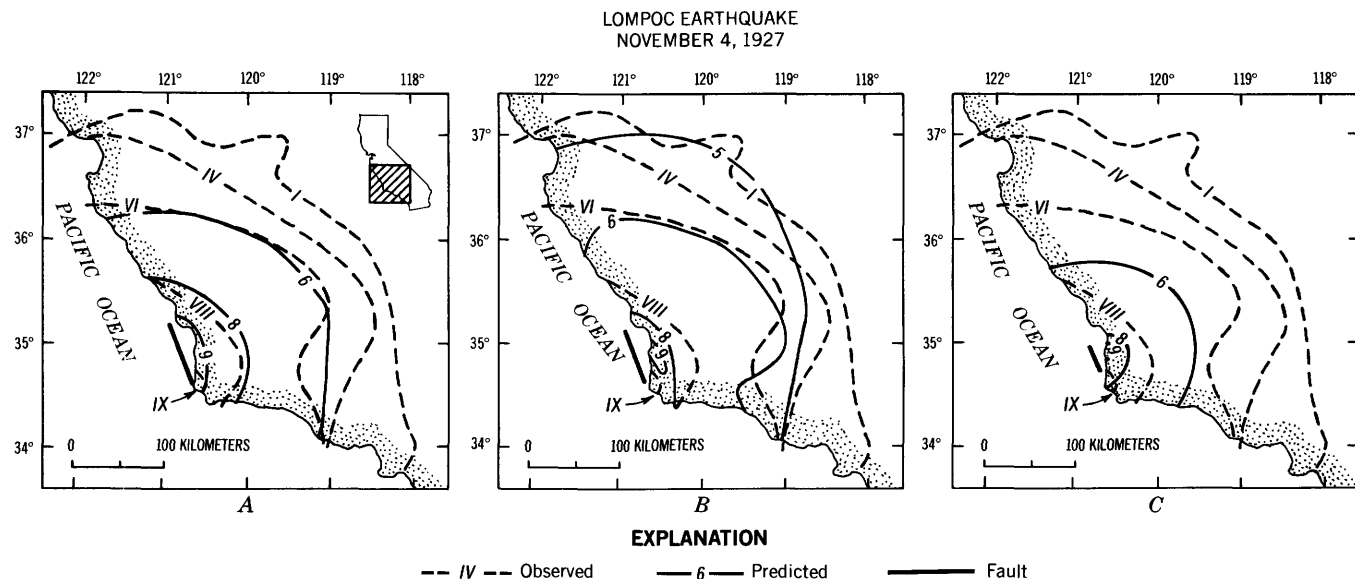 LOMPOC EARTHQUAKE
NOVEMBER 4, 1927
122° 121° 120° 119° 118°
37°
36°
35°
34°
PACIFIC OCEAN
IV
I
VI
6
VIII
8
9
IX
0 100 KILOMETERS
A
122° 121° 120° 119° 118°
37°
36°
35°
34°
PACIFIC OCEAN
5
IV
I
VI
6
VIII
8
9
IX
0 100 KILOMETERS
B
122° 121° 120° 119° 118°
37°
36°
35°
34°
PACIFIC OCEAN
IV
I
VI
6
VIII
8
9
IX
0 100 KILOMETERS
C
EXPLANATION
IV Observed 6 Predicted Fault